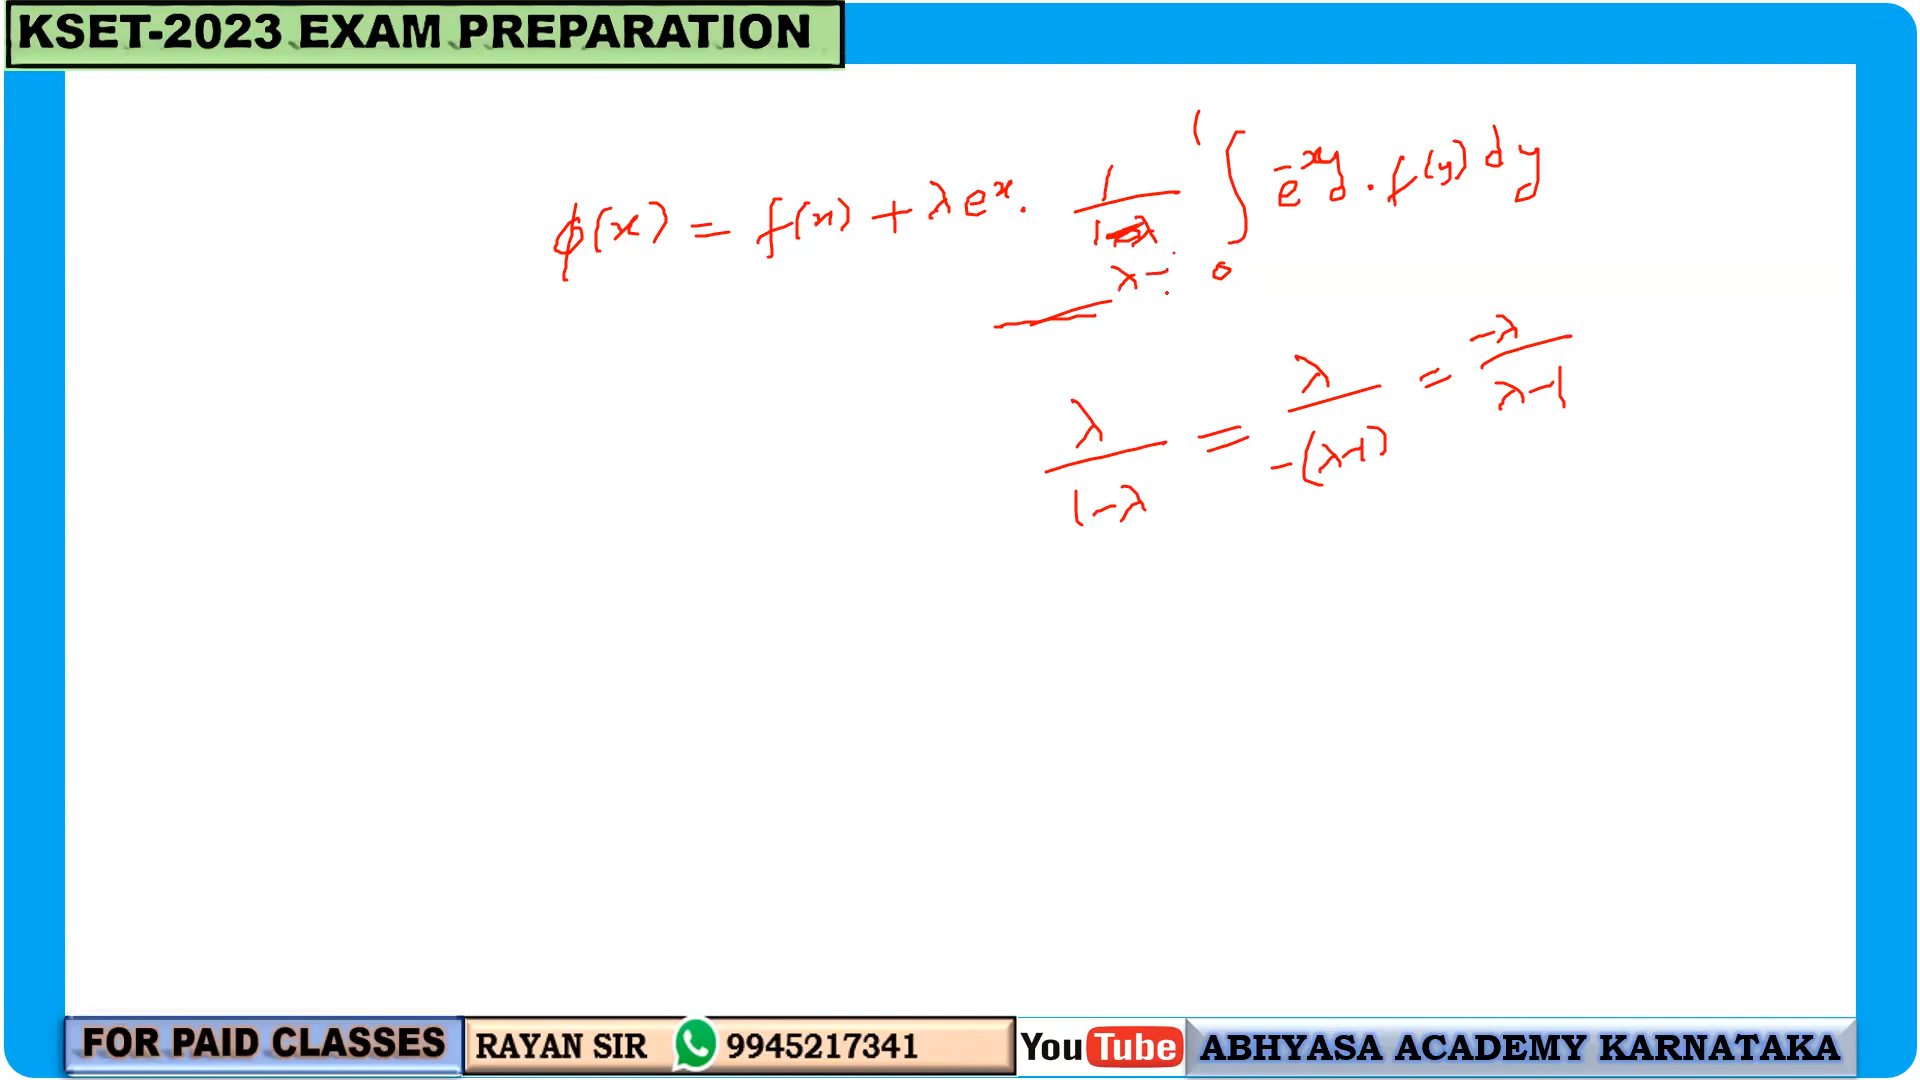 KSET-2023 EXAM PREPARATION
ϕ(x) = f(x) + λe^x · 1/(1-λ) ∫₀¹ e^-y · f(y) dy
λ -
λ/(1-λ) = λ/-(λ-1) = -λ/(λ-1)
FOR PAID CLASSES RAYAN SIR 9945217341 YouTube ABHYASA ACADEMY KARNATAKA